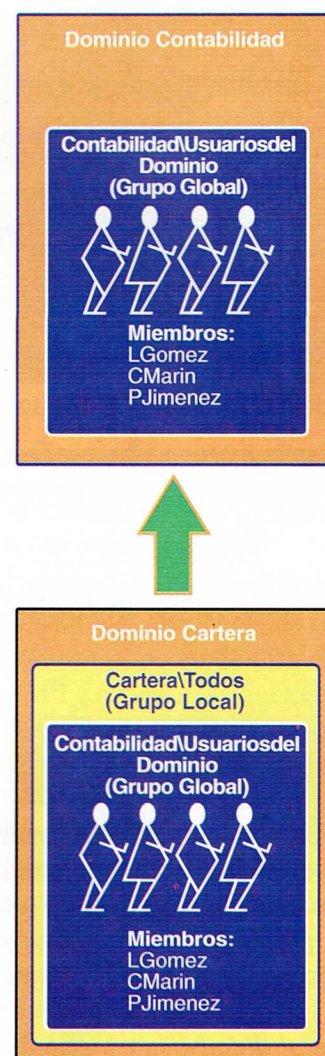 Dominio Contabilidad
Contabilidad\Usuariosdel
Dominio
(Grupo Global)
Miembros:
LGomez
CMarin
PJimenez
Dominio Cartera
Cartera\Todos
(Grupo Local)
Contabilidad\Usuariosdel
Dominio
(Grupo Global)
Miembros:
LGomez
CMarin
PJimenez